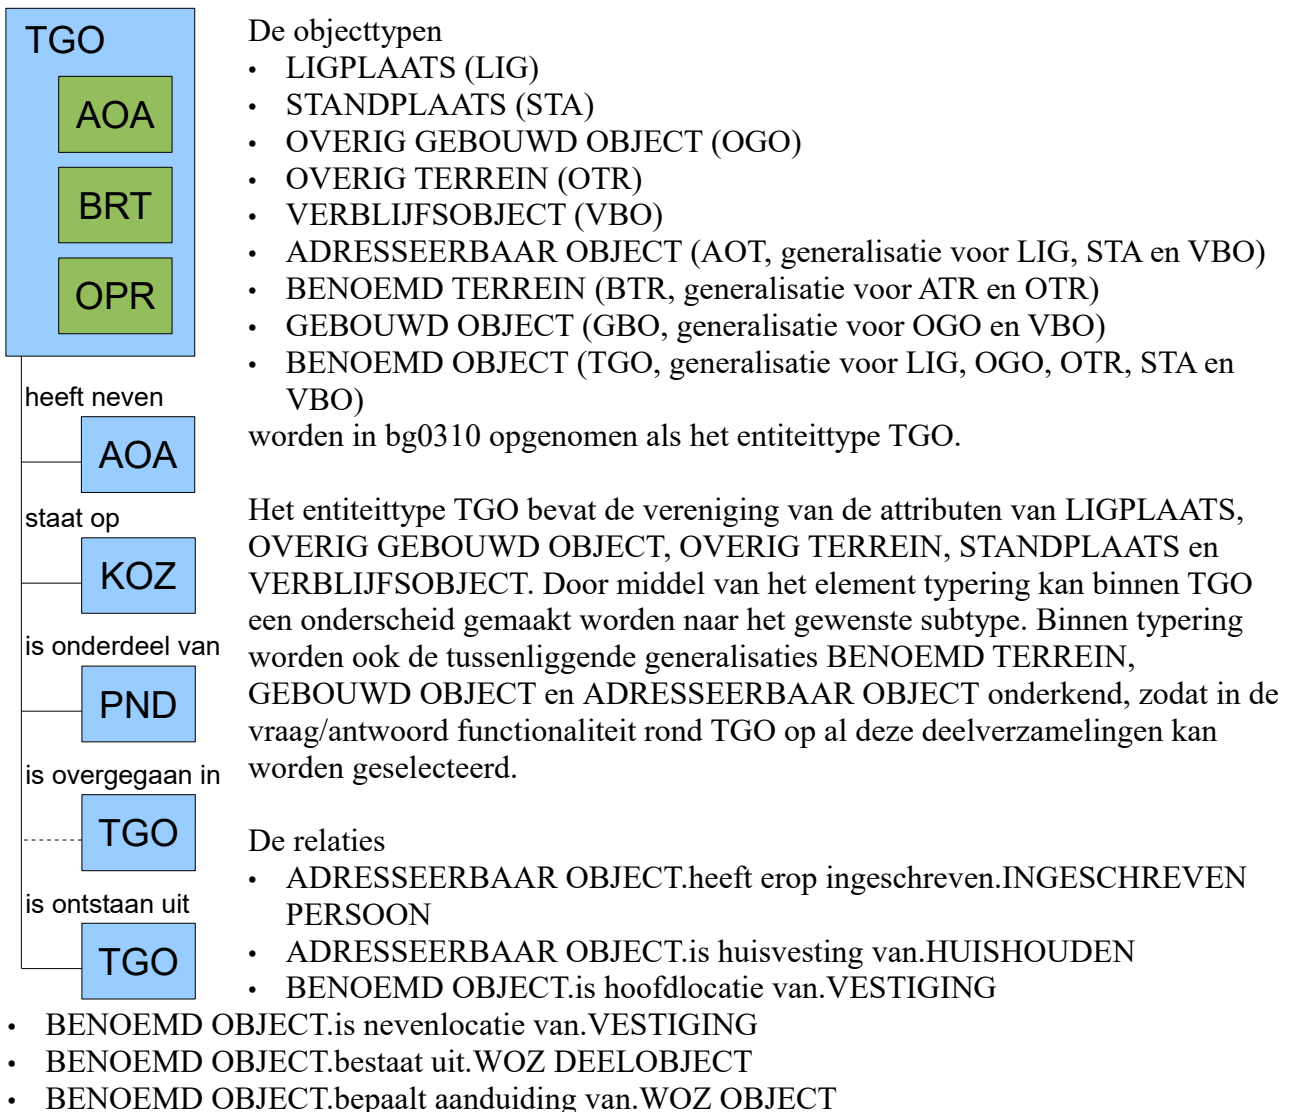 TGO
AOA
BRT
OPR
heeft neven
AOA
staat op
KOZ
is onderdeel van
PND
is overgegaan in
TGO
is ontstaan uit
TGO
De objecttypen
• LIGPLAATS (LIG)
• STANDPLAATS (STA)
• OVERIG GEBOUWD OBJECT (OGO)
• OVERIG TERREIN (OTR)
• VERBLIJFSOBJECT (VBO)
• ADRESSEERBAAR OBJECT (AOT, generalisatie voor LIG, STA en VBO)
• BENOEMD TERREIN (BTR, generalisatie voor ATR en OTR)
• GEBOUWD OBJECT (GBO, generalisatie voor OGO en VBO)
• BENOEMD OBJECT (TGO, generalisatie voor LIG, OGO, OTR, STA en
VBO)
worden in bg0310 opgenomen als het entiteittype TGO.
Het entiteittype TGO bevat de vereniging van de attributen van LIGPLAATS,
OVERIG GEBOUWD OBJECT, OVERIG TERREIN, STANDPLAATS en
VERBLIJFSOBJECT. Door middel van het element typering kan binnen TGO
een onderscheid gemaakt worden naar het gewenste subtype. Binnen typering
worden ook de tussenliggende generalisaties BENOEMD TERREIN,
GEBOUWD OBJECT en ADRESSEERBAAR OBJECT onderkend, zodat in de
vraag/antwoord functionaliteit rond TGO op al deze deelverzamelingen kan
worden geselecteerd.
De relaties
• ADRESSEERBAAR OBJECT.heeft erop ingeschreven.INGESCHREVEN
PERSOON
• ADRESSEERBAAR OBJECT.is huisvesting van.HUISHOUDEN
• BENOEMD OBJECT.is hoofdlocatie van.VESTIGING
• BENOEMD OBJECT.is nevenlocatie van.VESTIGING
• BENOEMD OBJECT.bestaat uit.WOZ DEELOBJECT
• BENOEMD OBJECT.bepaalt aanduiding van.WOZ OBJECT